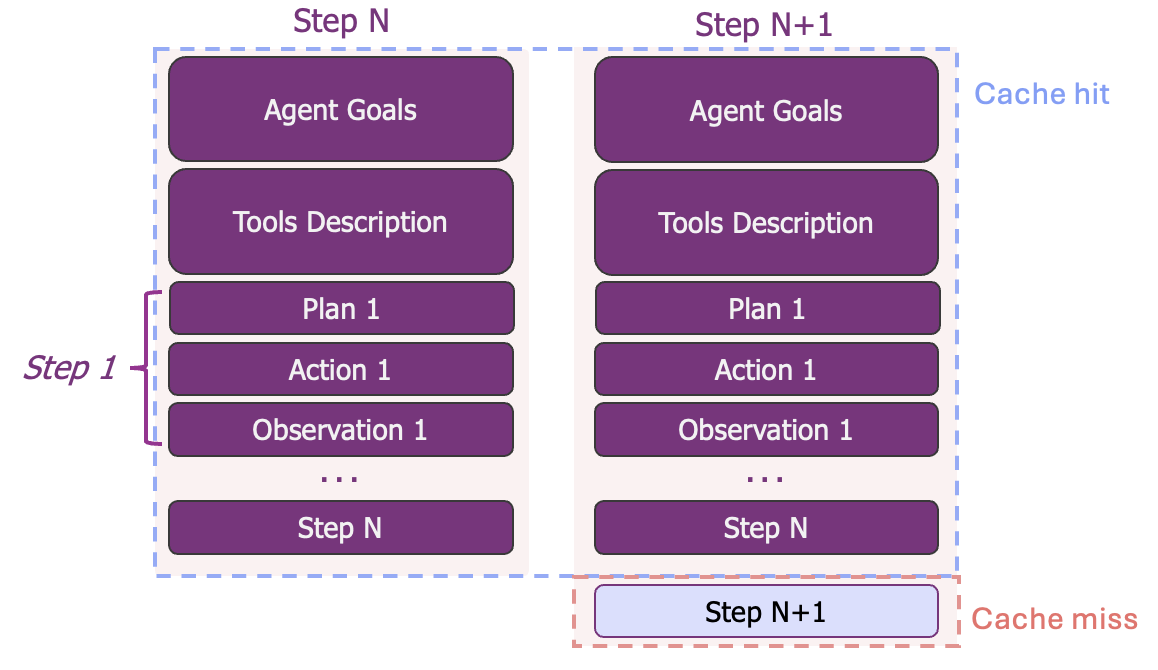 Step N
Step N+1
Agent Goals
Agent Goals
Cache hit
Tools Description
Tools Description
Plan 1
Plan 1
Step 1
Action 1
Action 1
Observation 1
Observation 1
...
...
Step N
Step N
Step N+1
Cache miss